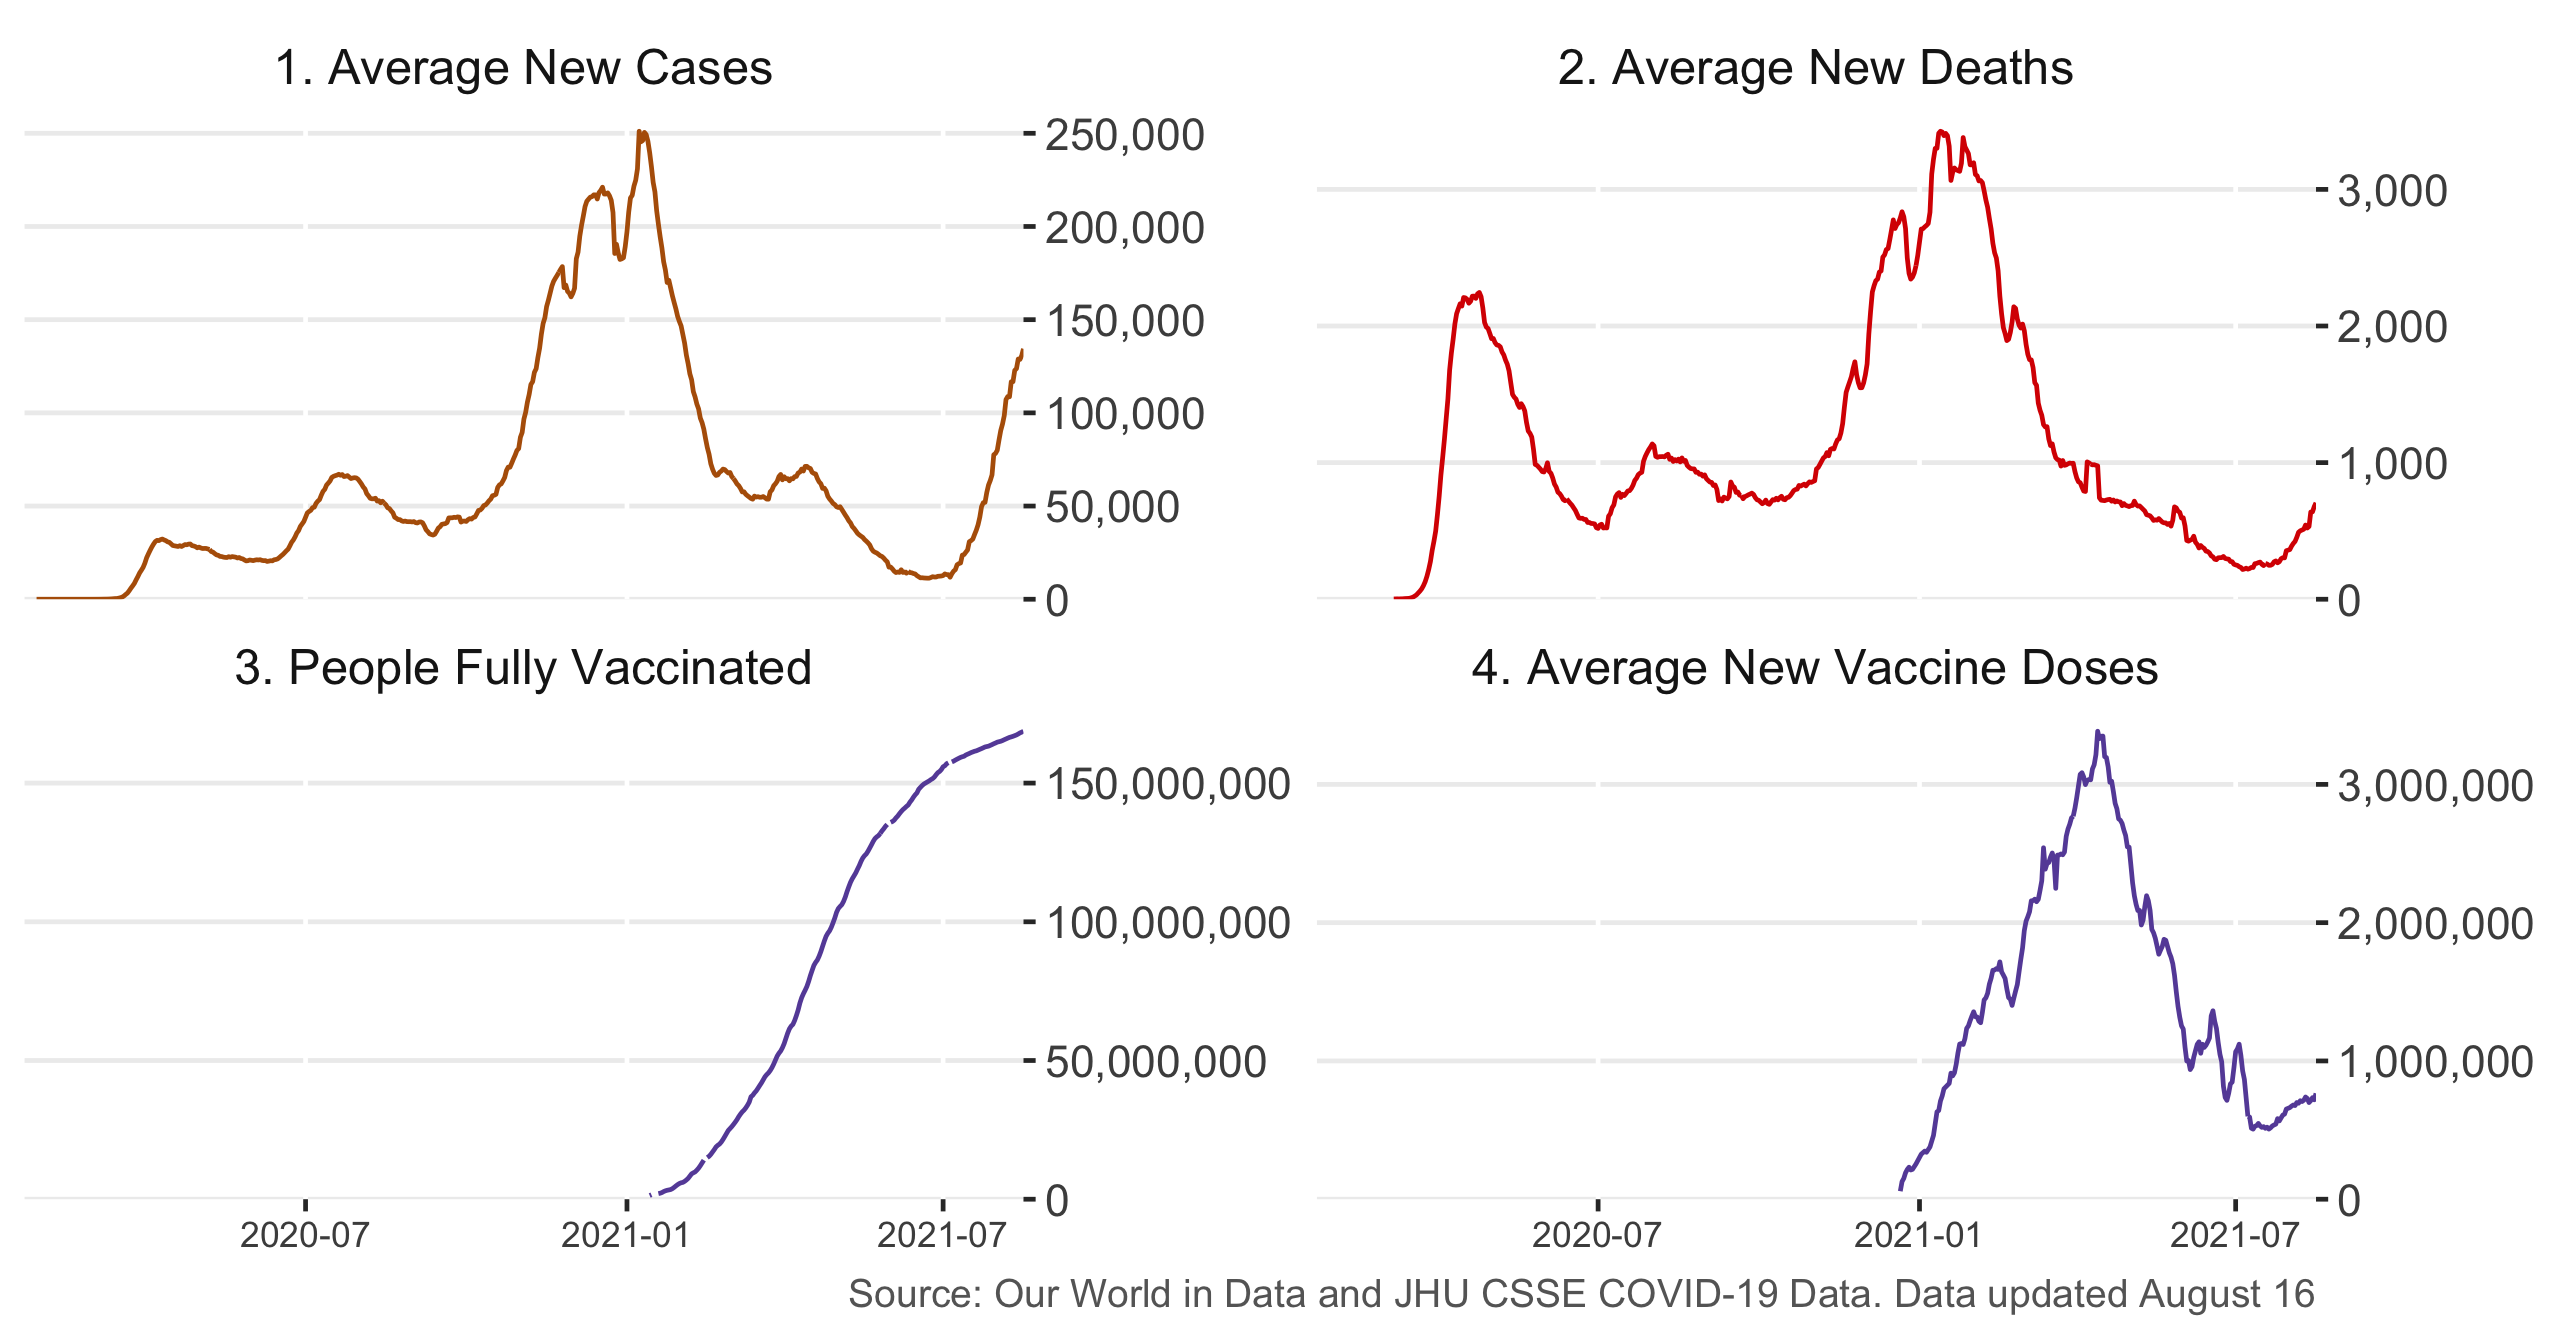 1. Average New Cases
250,000
200,000
150,000
100,000
50,000
0
2. Average New Deaths
3,000
2,000
1,000
0
3. People Fully Vaccinated
150,000,000
100,000,000
50,000,000
0
2020-07 2021-01 2021-07
4. Average New Vaccine Doses
3,000,000
2,000,000
1,000,000
0
2020-07 2021-01 2021-07
Source: Our World in Data and JHU CSSE COVID-19 Data. Data updated August 16